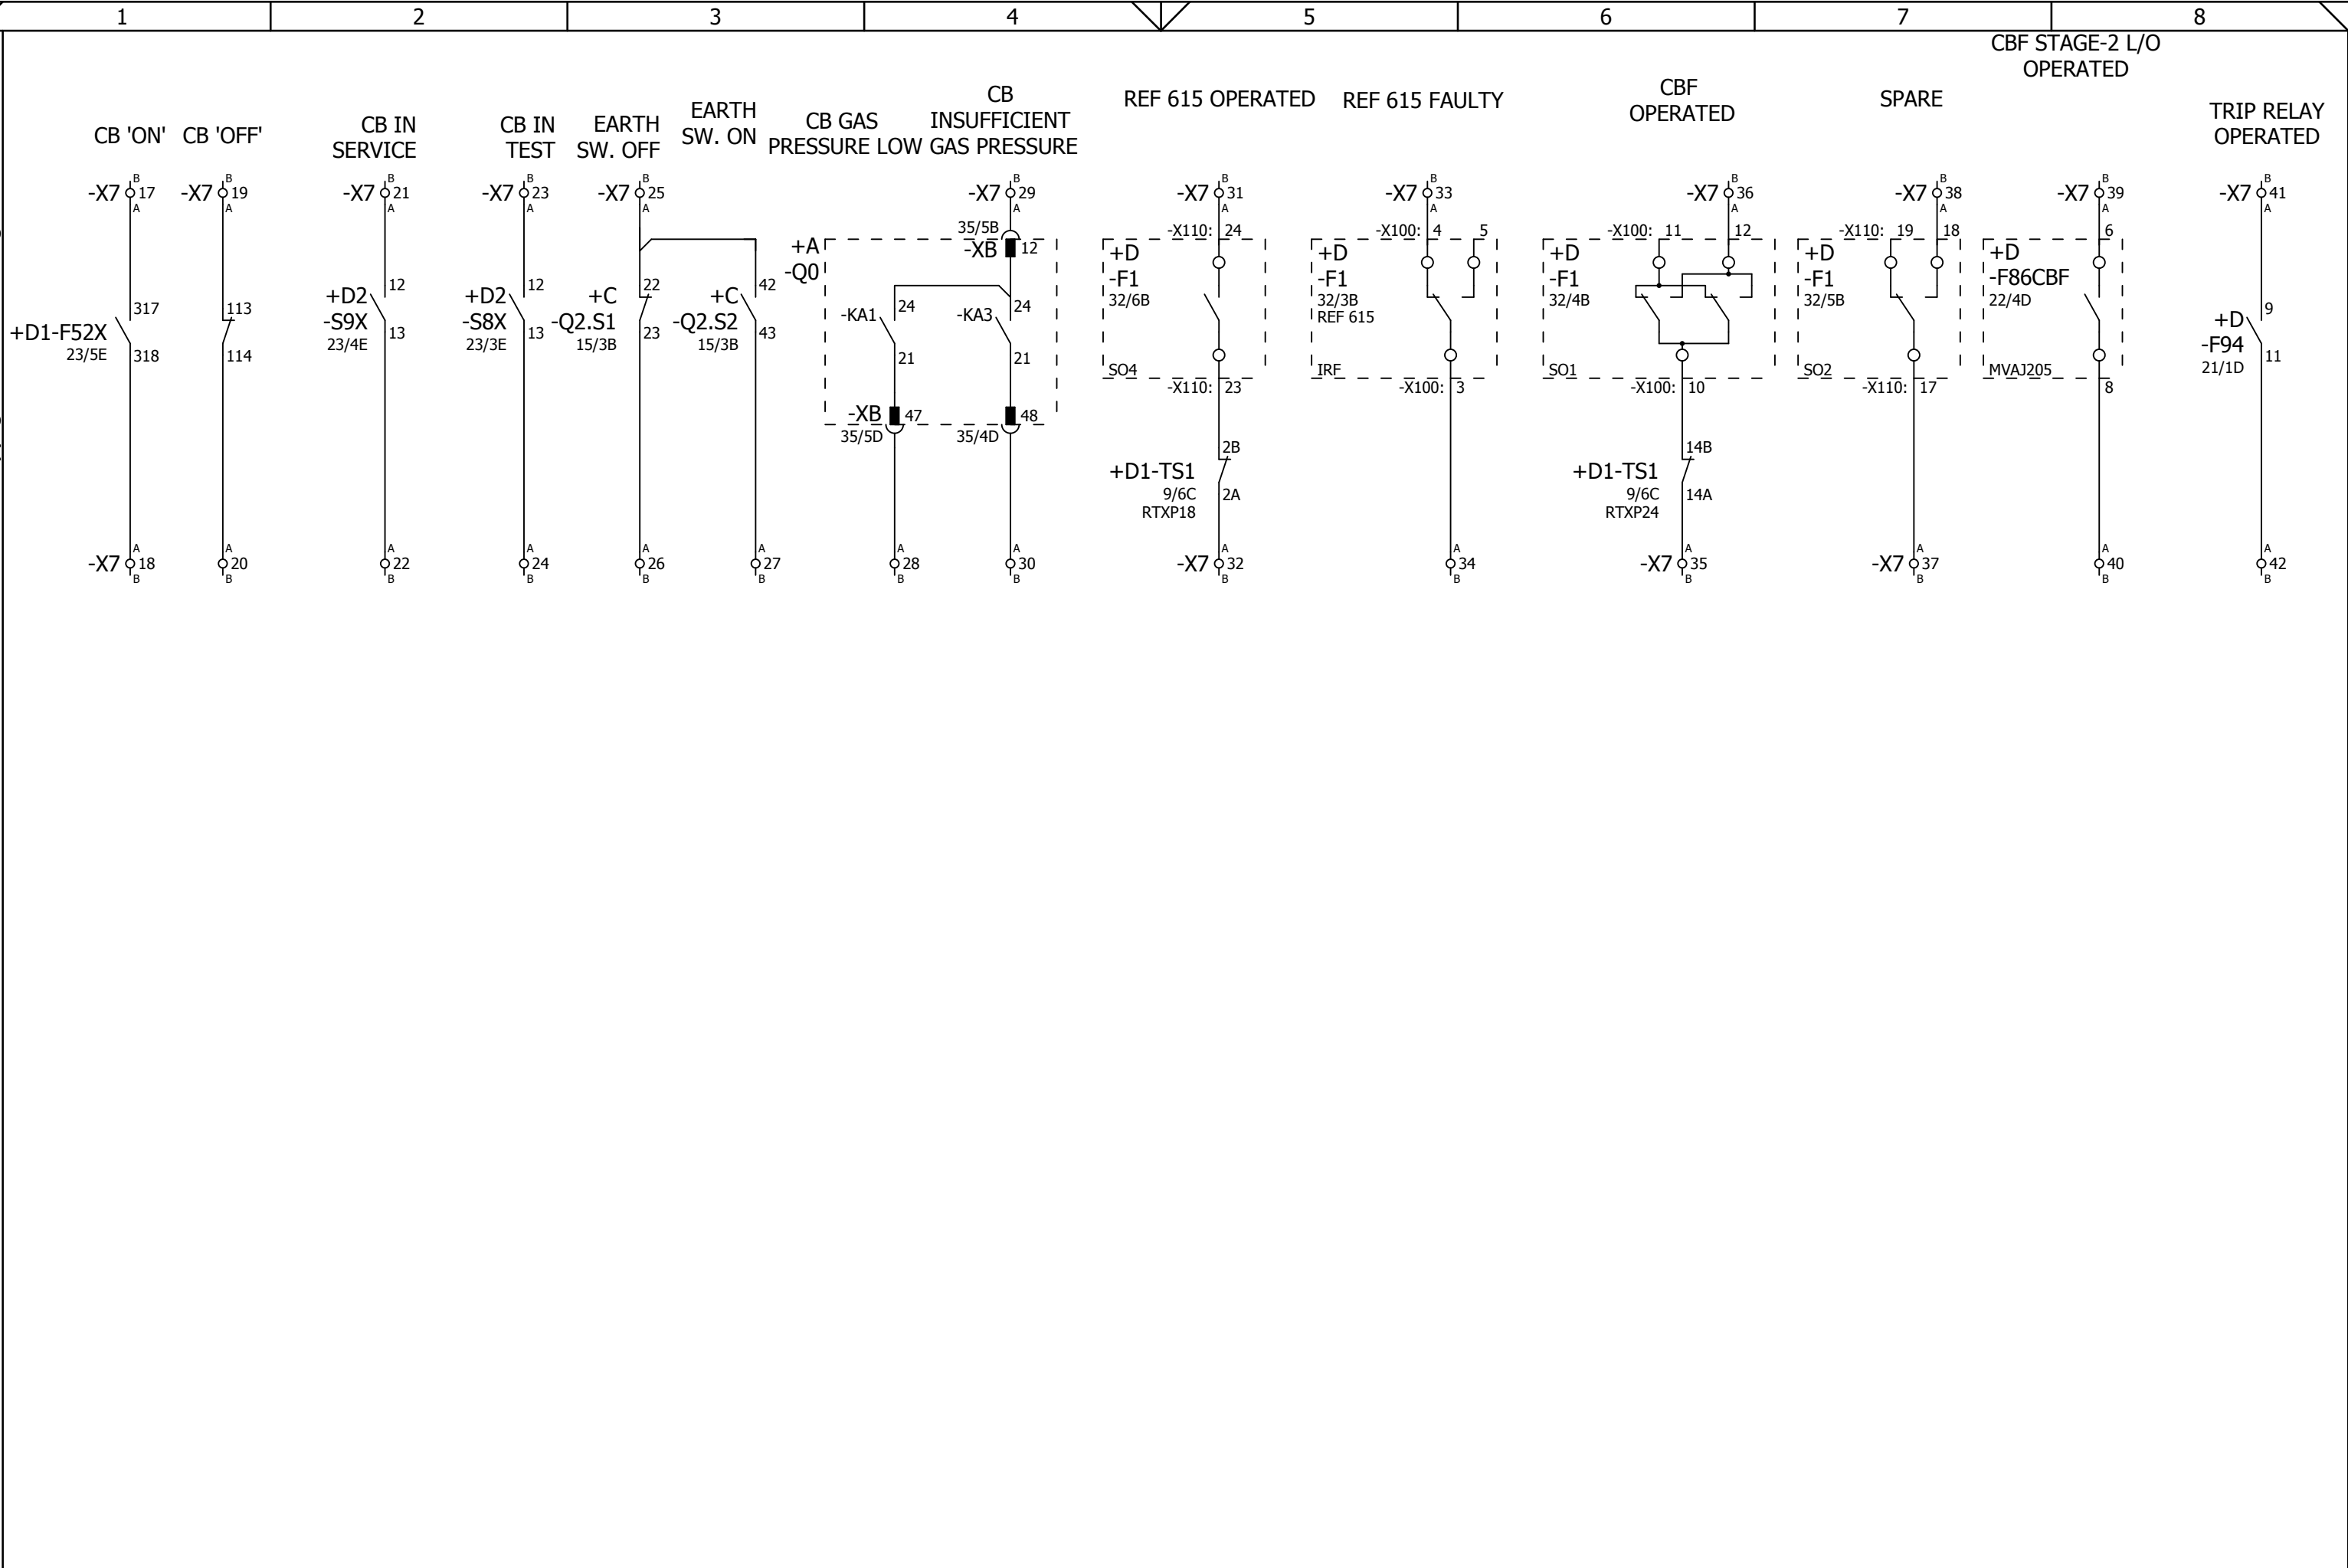 1 2 3 4 5 6 7 8
CB 'ON'
CB 'OFF'
CB IN
SERVICE
CB IN
TEST
EARTH
SW. OFF
EARTH
SW. ON
CB GAS
PRESSURE LOW
CB
INSUFFICIENT
GAS PRESSURE
REF 615 OPERATED
REF 615 FAULTY
CBF
OPERATED
SPARE
CBF STAGE-2 L/O
OPERATED
TRIP RELAY
OPERATED
B
-X7 17
A
317
+D1-F52X
23/5E
318
A
-X7 18
B
B
-X7 19
A
113
114
A
20
B
B
-X7 21
A
12
+D2
-S9X
13
23/4E
A
22
B
B
-X7 23
A
12
+D2
-S8X
13
23/3E
A
24
B
B
-X7 25
A
22
+C
-Q2.S1
23
15/3B
A
26
B
42
+C
-Q2.S2
43
15/3B
A
27
B
B
-X7 29
A
35/5B
+A
-Q0
-XB 12
24
-KA1
21
24
-KA3
21
-XB 47
35/5D
48
35/4D
A
28
B
A
30
B
B
-X7 31
A
-X110: 24
+D
-F1
32/6B
SO4
-X110: 23
2B
+D1-TS1
9/6C
2A
RTXP18
A
-X7 32
B
B
-X7 33
A
-X100: 4 5
+D
-F1
32/3B
REF 615
IRF
-X100: 3
A
34
B
B
-X7 36
A
-X100: 11 12
+D
-F1
32/4B
SO1
-X100: 10
14B
+D1-TS1
9/6C
14A
RTXP24
A
-X7 35
B
B
-X7 38
A
-X110: 19 18
+D
-F1
32/5B
SO2
-X110: 17
A
-X7 37
B
B
-X7 39
A
6
+D
-F86CBF
22/4D
MVAJ205
8
A
40
B
B
-X7 41
A
9
+D
-F94
11
21/1D
A
42
B